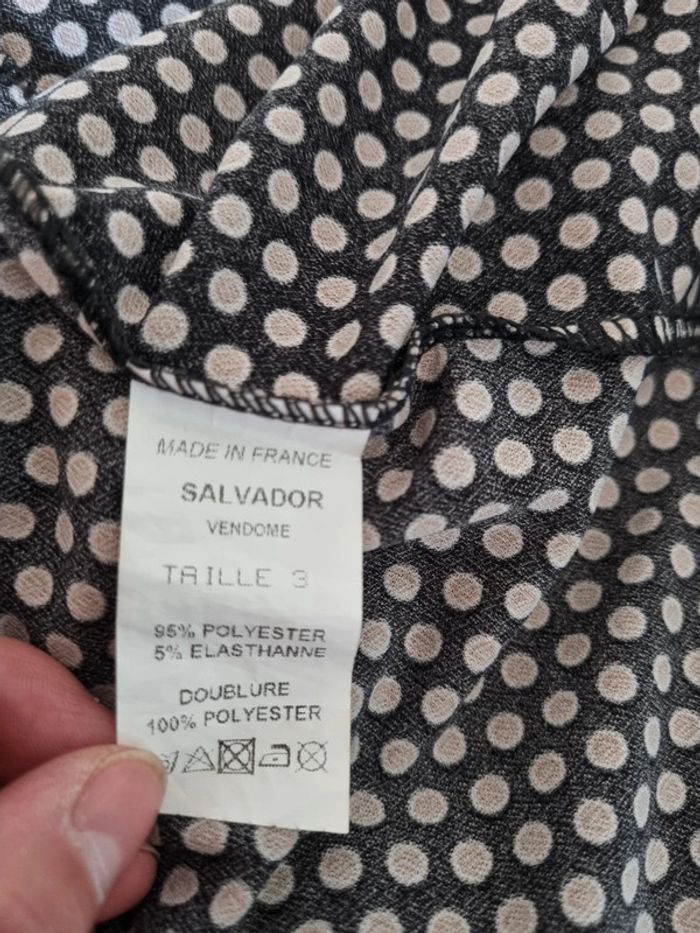 MADE IN FRANCE
SALVADOR
VENDOME
TAILLE 3
95% POLYESTER
5% ELASTHANNE
DOUBLURE
100% POLYESTER